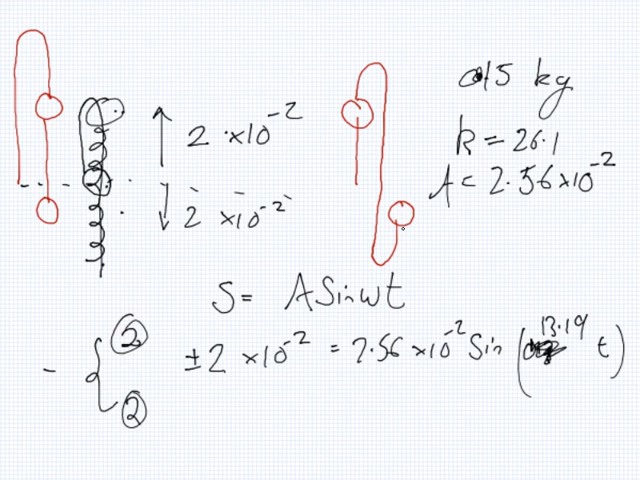 0.15 kg
2 × 10⁻²
k = 26.1
A = 2.56 × 10⁻²
2 × 10⁻²
S = A Sin ωt
- { 2 2
± 2 × 10⁻² = 2.56 × 10⁻² Sin ( 13.19 t )